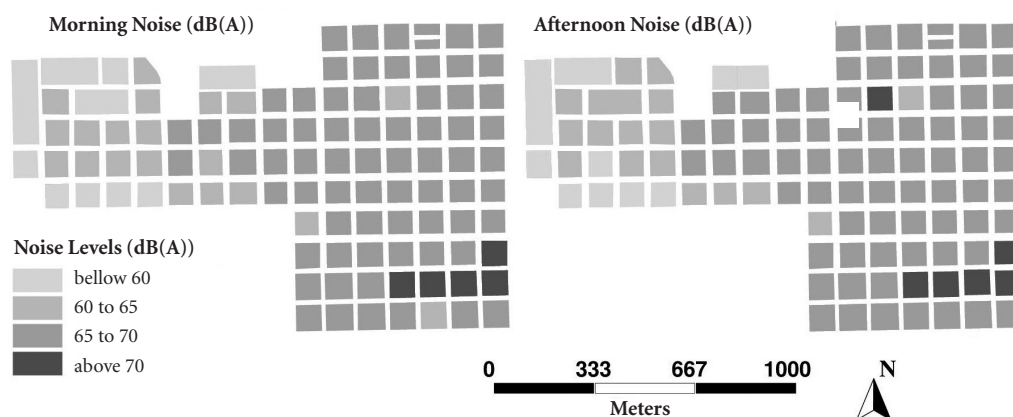 Morning Noise (dB(A))
Afternoon Noise (dB(A))
Noise Levels (dB(A))
bellow 60
60 to 65
65 to 70
above 70
0 333 667 1000
Meters
N